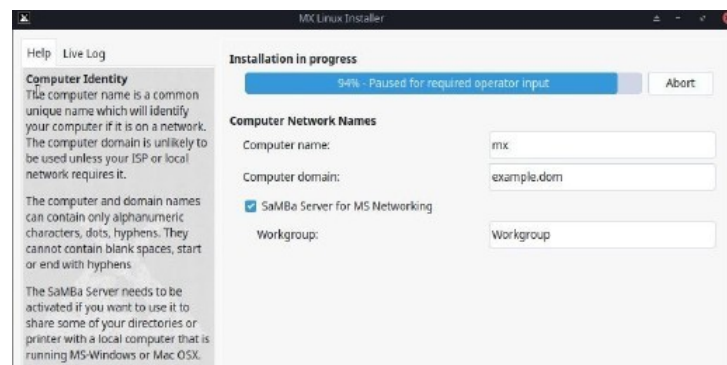 MX Linux Installer
Help Live Log
Computer Identity
The computer name is a common
unique name which will identify
your computer if it is on a network.
The computer domain is unlikely to
be used unless your ISP or local
network requires it.
The computer and domain names
can contain only alphanumeric
characters, dots, hyphens. They
cannot contain blank spaces, start
or end with hyphens
The SaMBa Server needs to be
activated if you want to use it to
share some of your directories or
printer with a local computer that is
running MS-Windows or Mac OSX.
Installation in progress
94% - Paused for required operator input
Abort
Computer Network Names
Computer name: mx
Computer domain: example.dom
SaMBa Server for MS Networking
Workgroup: Workgroup